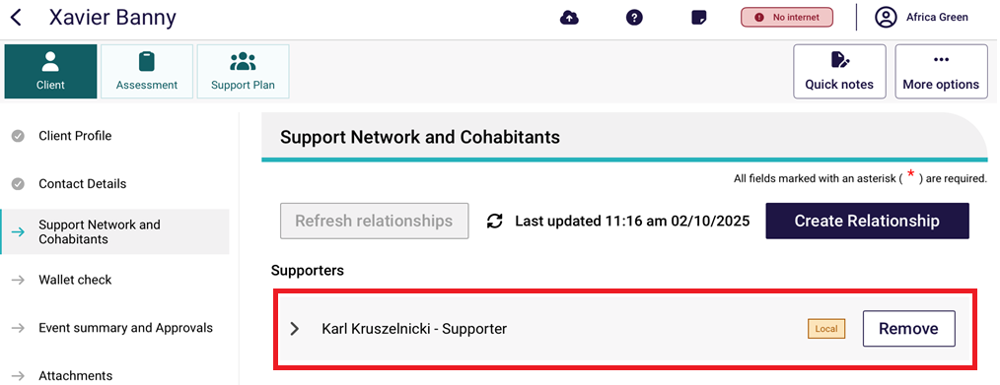 Xavier Banny
No internet
Africa Green
Client
Assessment
Support Plan
Quick notes
More options
Client Profile
Contact Details
Support Network and
Cohabitants
Wallet check
Event summary and Approvals
Attachments
Support Network and Cohabitants
All fields marked with an asterisk ( * ) are required.
Refresh relationships
Last updated 11:16 am 02/10/2025
Create Relationship
Supporters
Karl Kruszelnicki - Supporter
Local
Remove